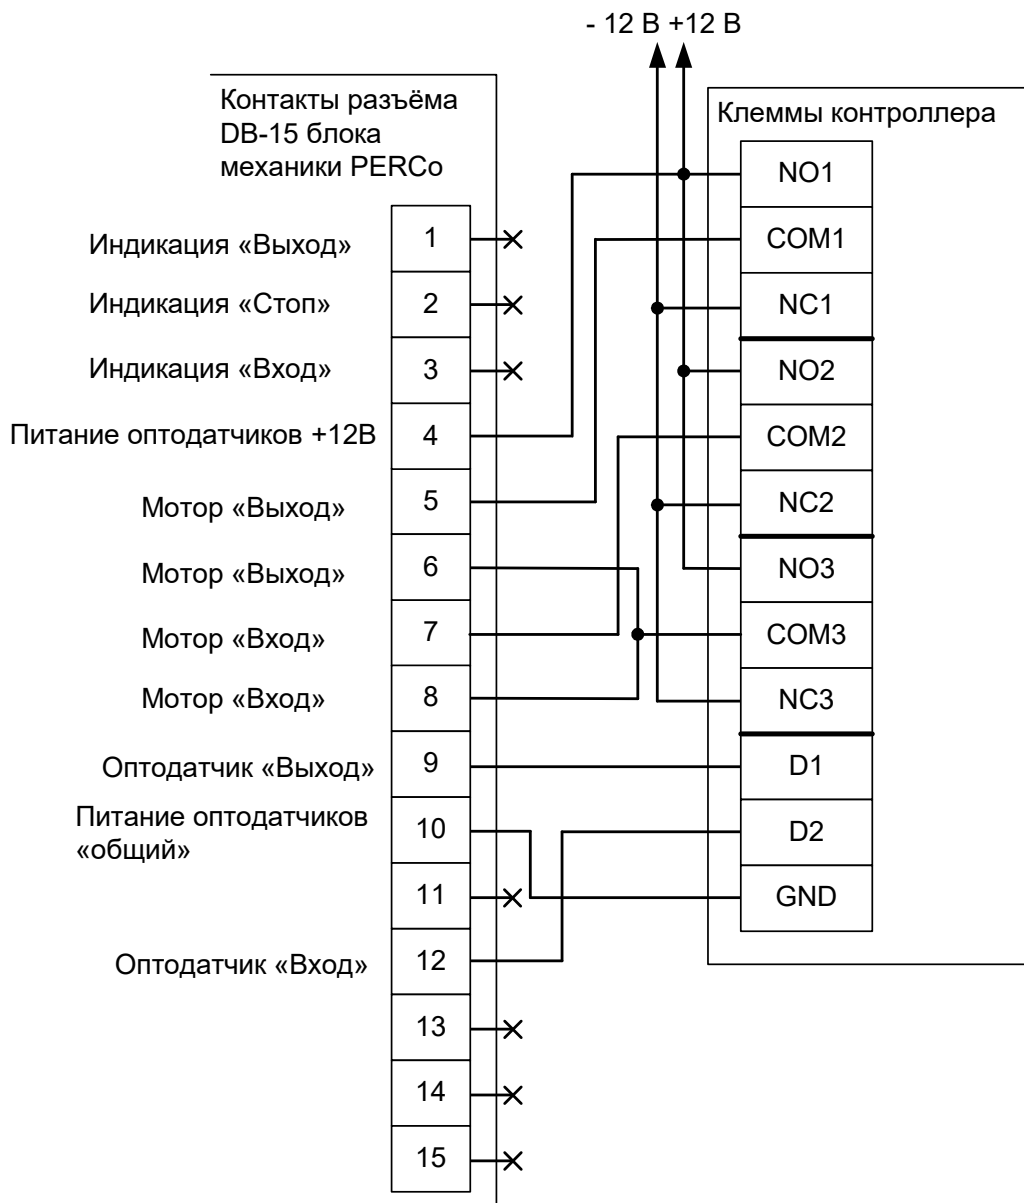 - 12 В +12 В
Контакты разъёма
DB-15 блока
механики PERCo
Клеммы контроллера
NO1
Индикация «Выход» 1
COM1
Индикация «Стоп» 2
NC1
Индикация «Вход» 3
NO2
Питание оптодатчиков +12В 4
COM2
Мотор «Выход» 5
NC2
Мотор «Выход» 6
NO3
Мотор «Вход» 7
COM3
Мотор «Вход» 8
NC3
Оптодатчик «Выход» 9
D1
Питание оптодатчиков
«общий»
10
D2
11
GND
Оптодатчик «Вход» 12
13
14
15